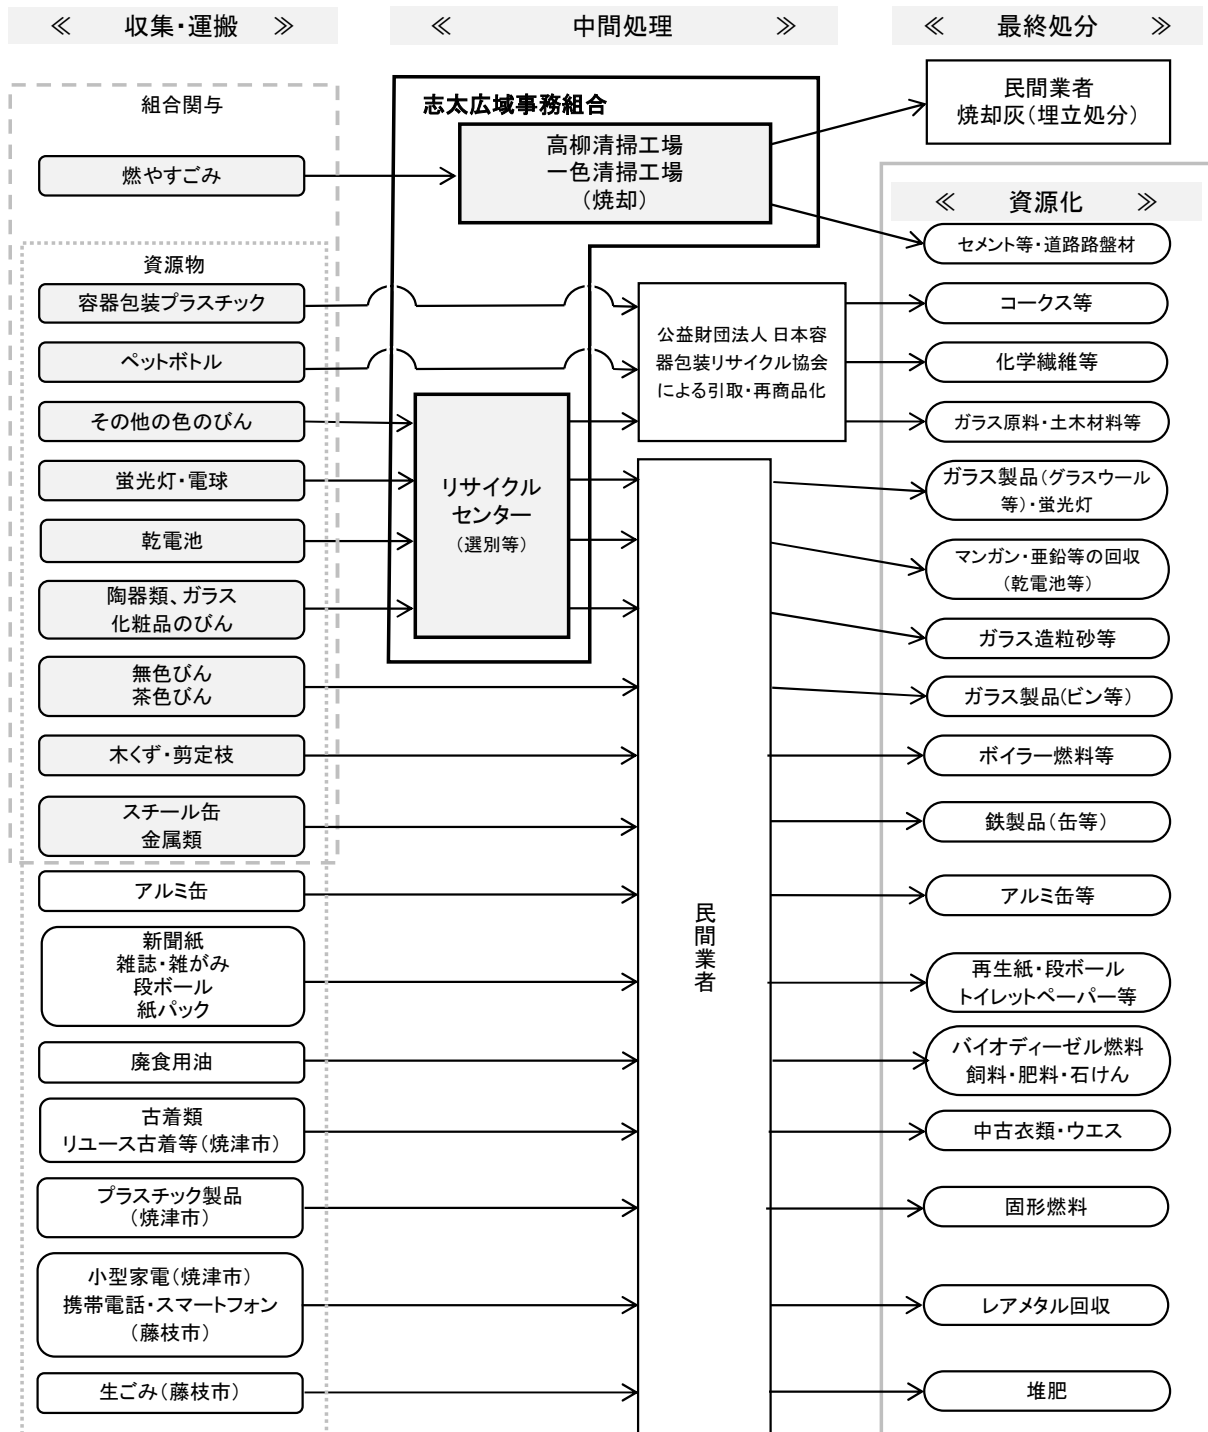 ≪ 収集・運搬 ≫
≪ 中間処理 ≫
≪ 最終処分 ≫
組合関与
燃やすごみ
資源物
容器包装プラスチック
ペットボトル
その他の色のびん
蛍光灯・電球
乾電池
陶器類、ガラス
化粧品のびん
無色びん
茶色びん
木くず・剪定枝
スチール缶
金属類
アルミ缶
新聞紙
雑誌・雑がみ
段ボール
紙パック
廃食用油
古着類
リユース古着等(焼津市)
プラスチック製品
(焼津市)
小型家電(焼津市)
携帯電話・スマートフォン
(藤枝市)
生ごみ(藤枝市)
志太広域事務組合
高柳清掃工場
一色清掃工場
(焼却)
リサイクル
センター
(選別等)
公益財団法人 日本容
器包装リサイクル協会
による引取・再商品化
民間業者
民間業者
焼却灰(埋立処分)
≪ 資源化 ≫
セメント等・道路路盤材
コークス等
化学繊維等
ガラス原料・土木材料等
ガラス製品(グラスウール
等)・蛍光灯
マンガン・亜鉛等の回収
(乾電池等)
ガラス造粒砂等
ガラス製品(ビン等)
ボイラー燃料等
鉄製品(缶等)
アルミ缶等
再生紙・段ボール
トイレットペーパー等
バイオディーゼル燃料
飼料・肥料・石けん
中古衣類・ウエス
固形燃料
レアメタル回収
堆肥